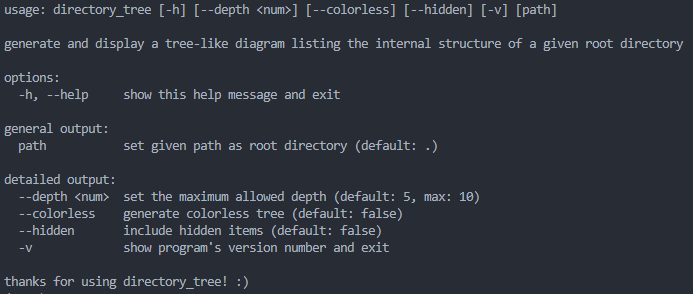 usage: directory_tree [-h] [--depth <num>] [--colorless] [--hidden] [-v] [path]

generate and display a tree-like diagram listing the internal structure of a given root directory

options:
  -h, --help     show this help message and exit

general output:
  path           set given path as root directory (default: .)

detailed output:
  --depth <num>  set the maximum allowed depth (default: 5, max: 10)
  --colorless    generate colorless tree (default: false)
  --hidden       include hidden items (default: false)
  -v             show program's version number and exit

thanks for using directory_tree! :)